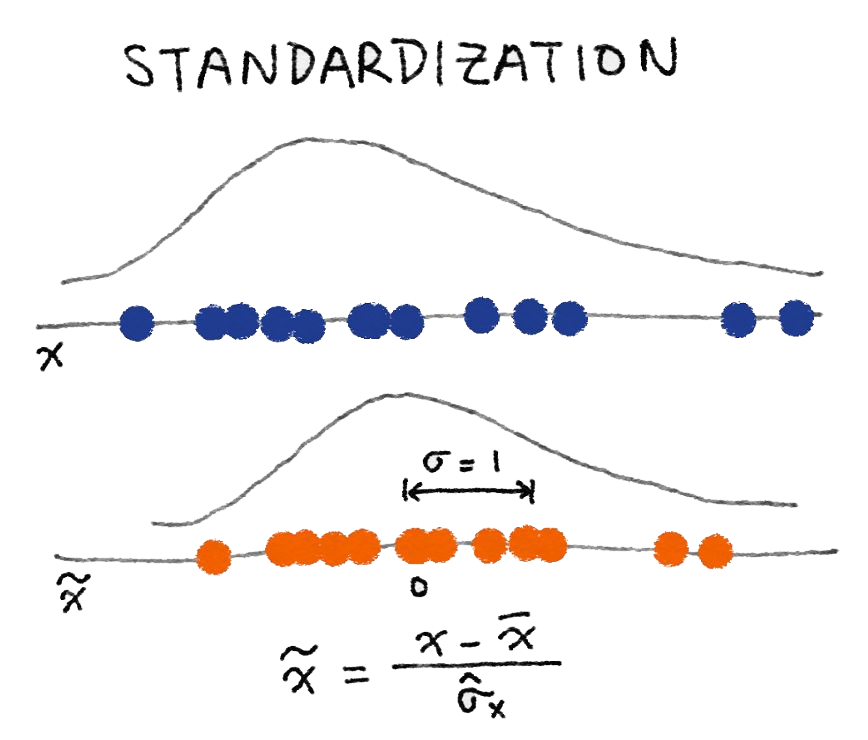 STANDARDIZATION
x
σ = 1
x̃
0
x̃ = (x - x̄) / σ̂ₓ